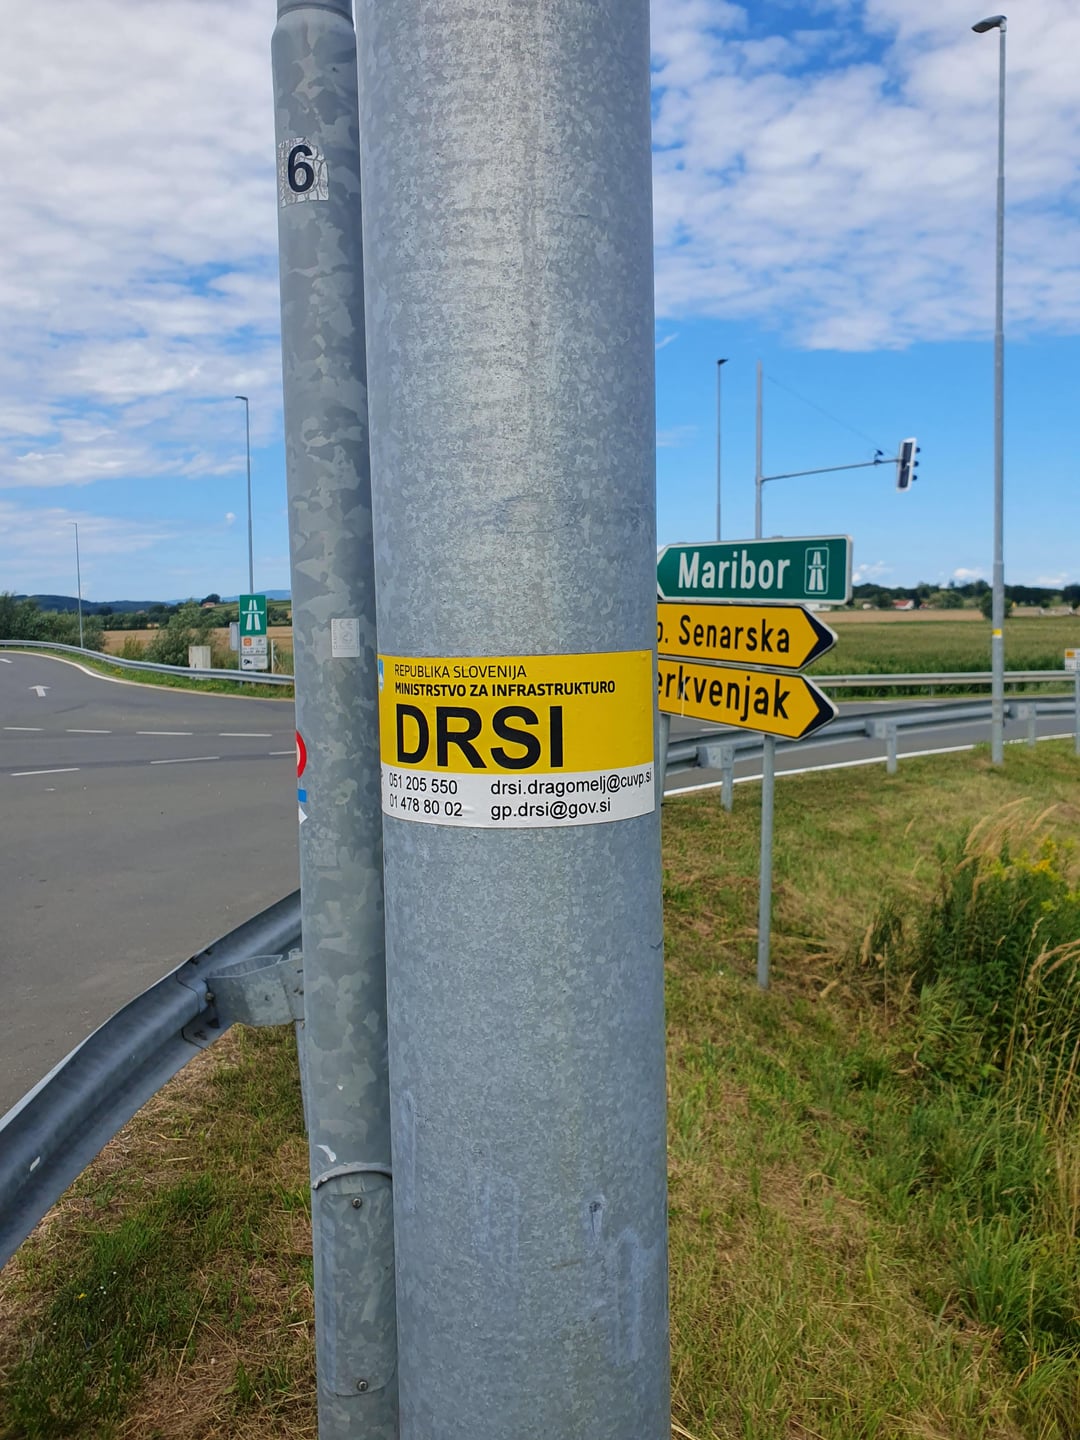 6
Maribor
Senarska
REPUBLIKA SLOVENIJA
MINISTRSTVO ZA INFRASTRUKTURO
DRSI
051 205 550 drsi.dragomelj@cuvp.si
01 478 80 02 gp.drsi@gov.si